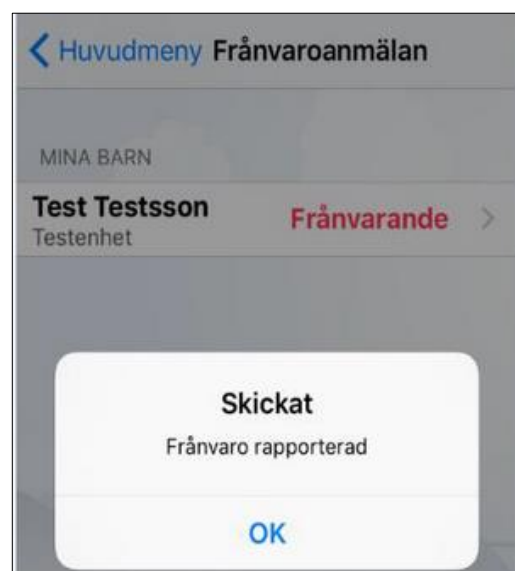 Huvudmeny Frånvaroanmälan
MINA BARN
Test Testsson Frånvarande
Testenhet
Skickat
Frånvaro rapporterad
OK